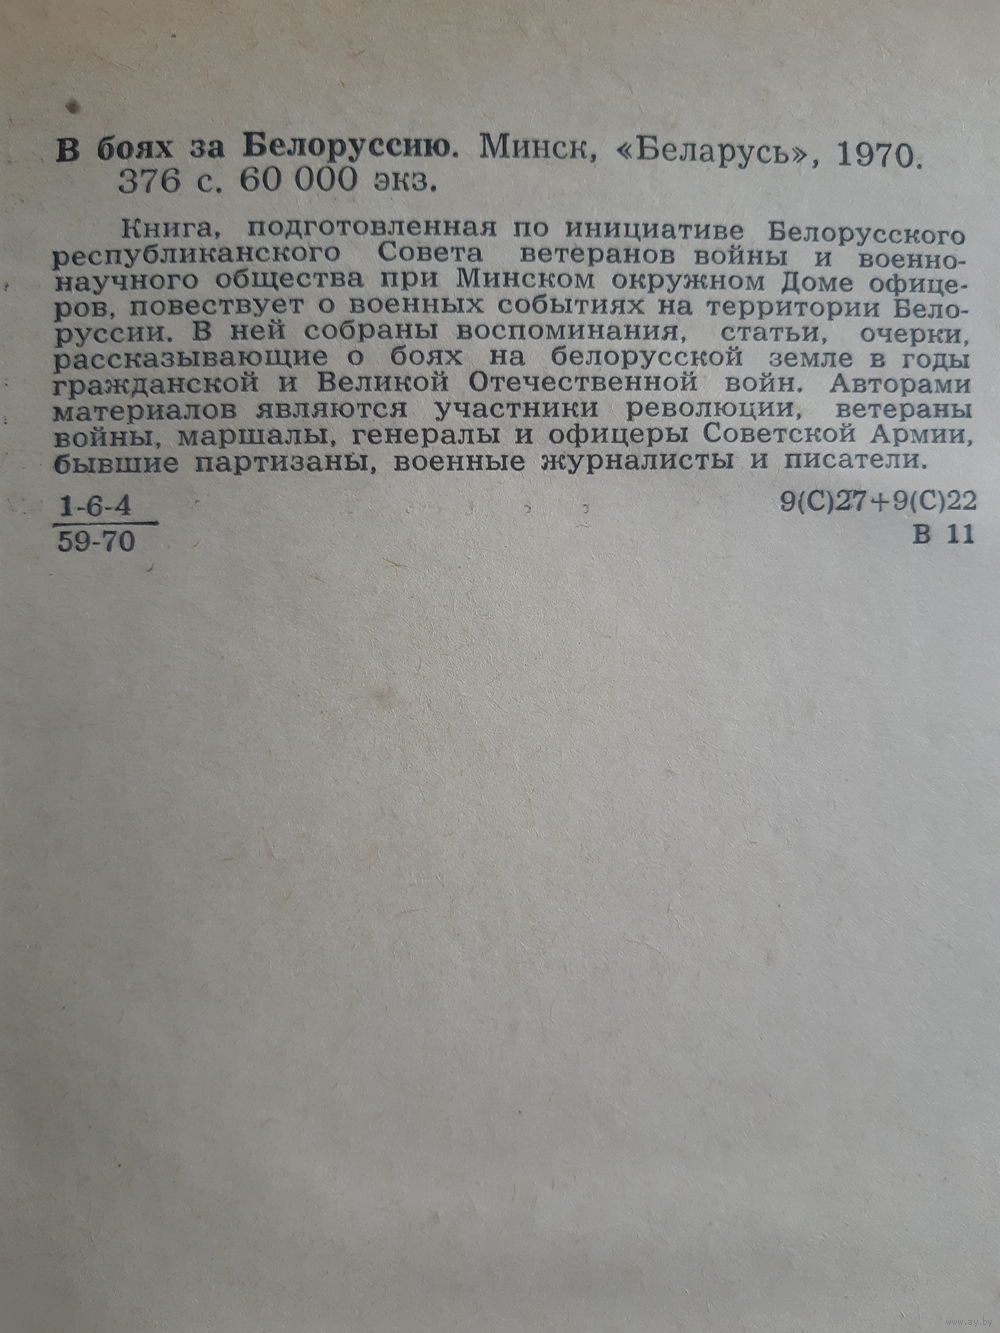 В боях за Белоруссию. Минск, «Беларусь», 1970.
376 с. 60 000 экз.
Книга, подготовленная по инициативе Белорусского
республиканского Совета ветеранов войны и военно-
научного общества при Минском окружном Доме офице-
ров, повествует о военных событиях на территории Бело-
руссии. В ней собраны воспоминания, статьи, очерки,
рассказывающие о боях на белорусской земле в годы
гражданской и Великой Отечественной войн. Авторами
материалов являются участники революции, ветераны
войны, маршалы, генералы и офицеры Советской Армии,
бывшие партизаны, военные журналисты и писатели.
1-6-4 9(С)27+9(С)22
59-70 В 11
www.ay.by